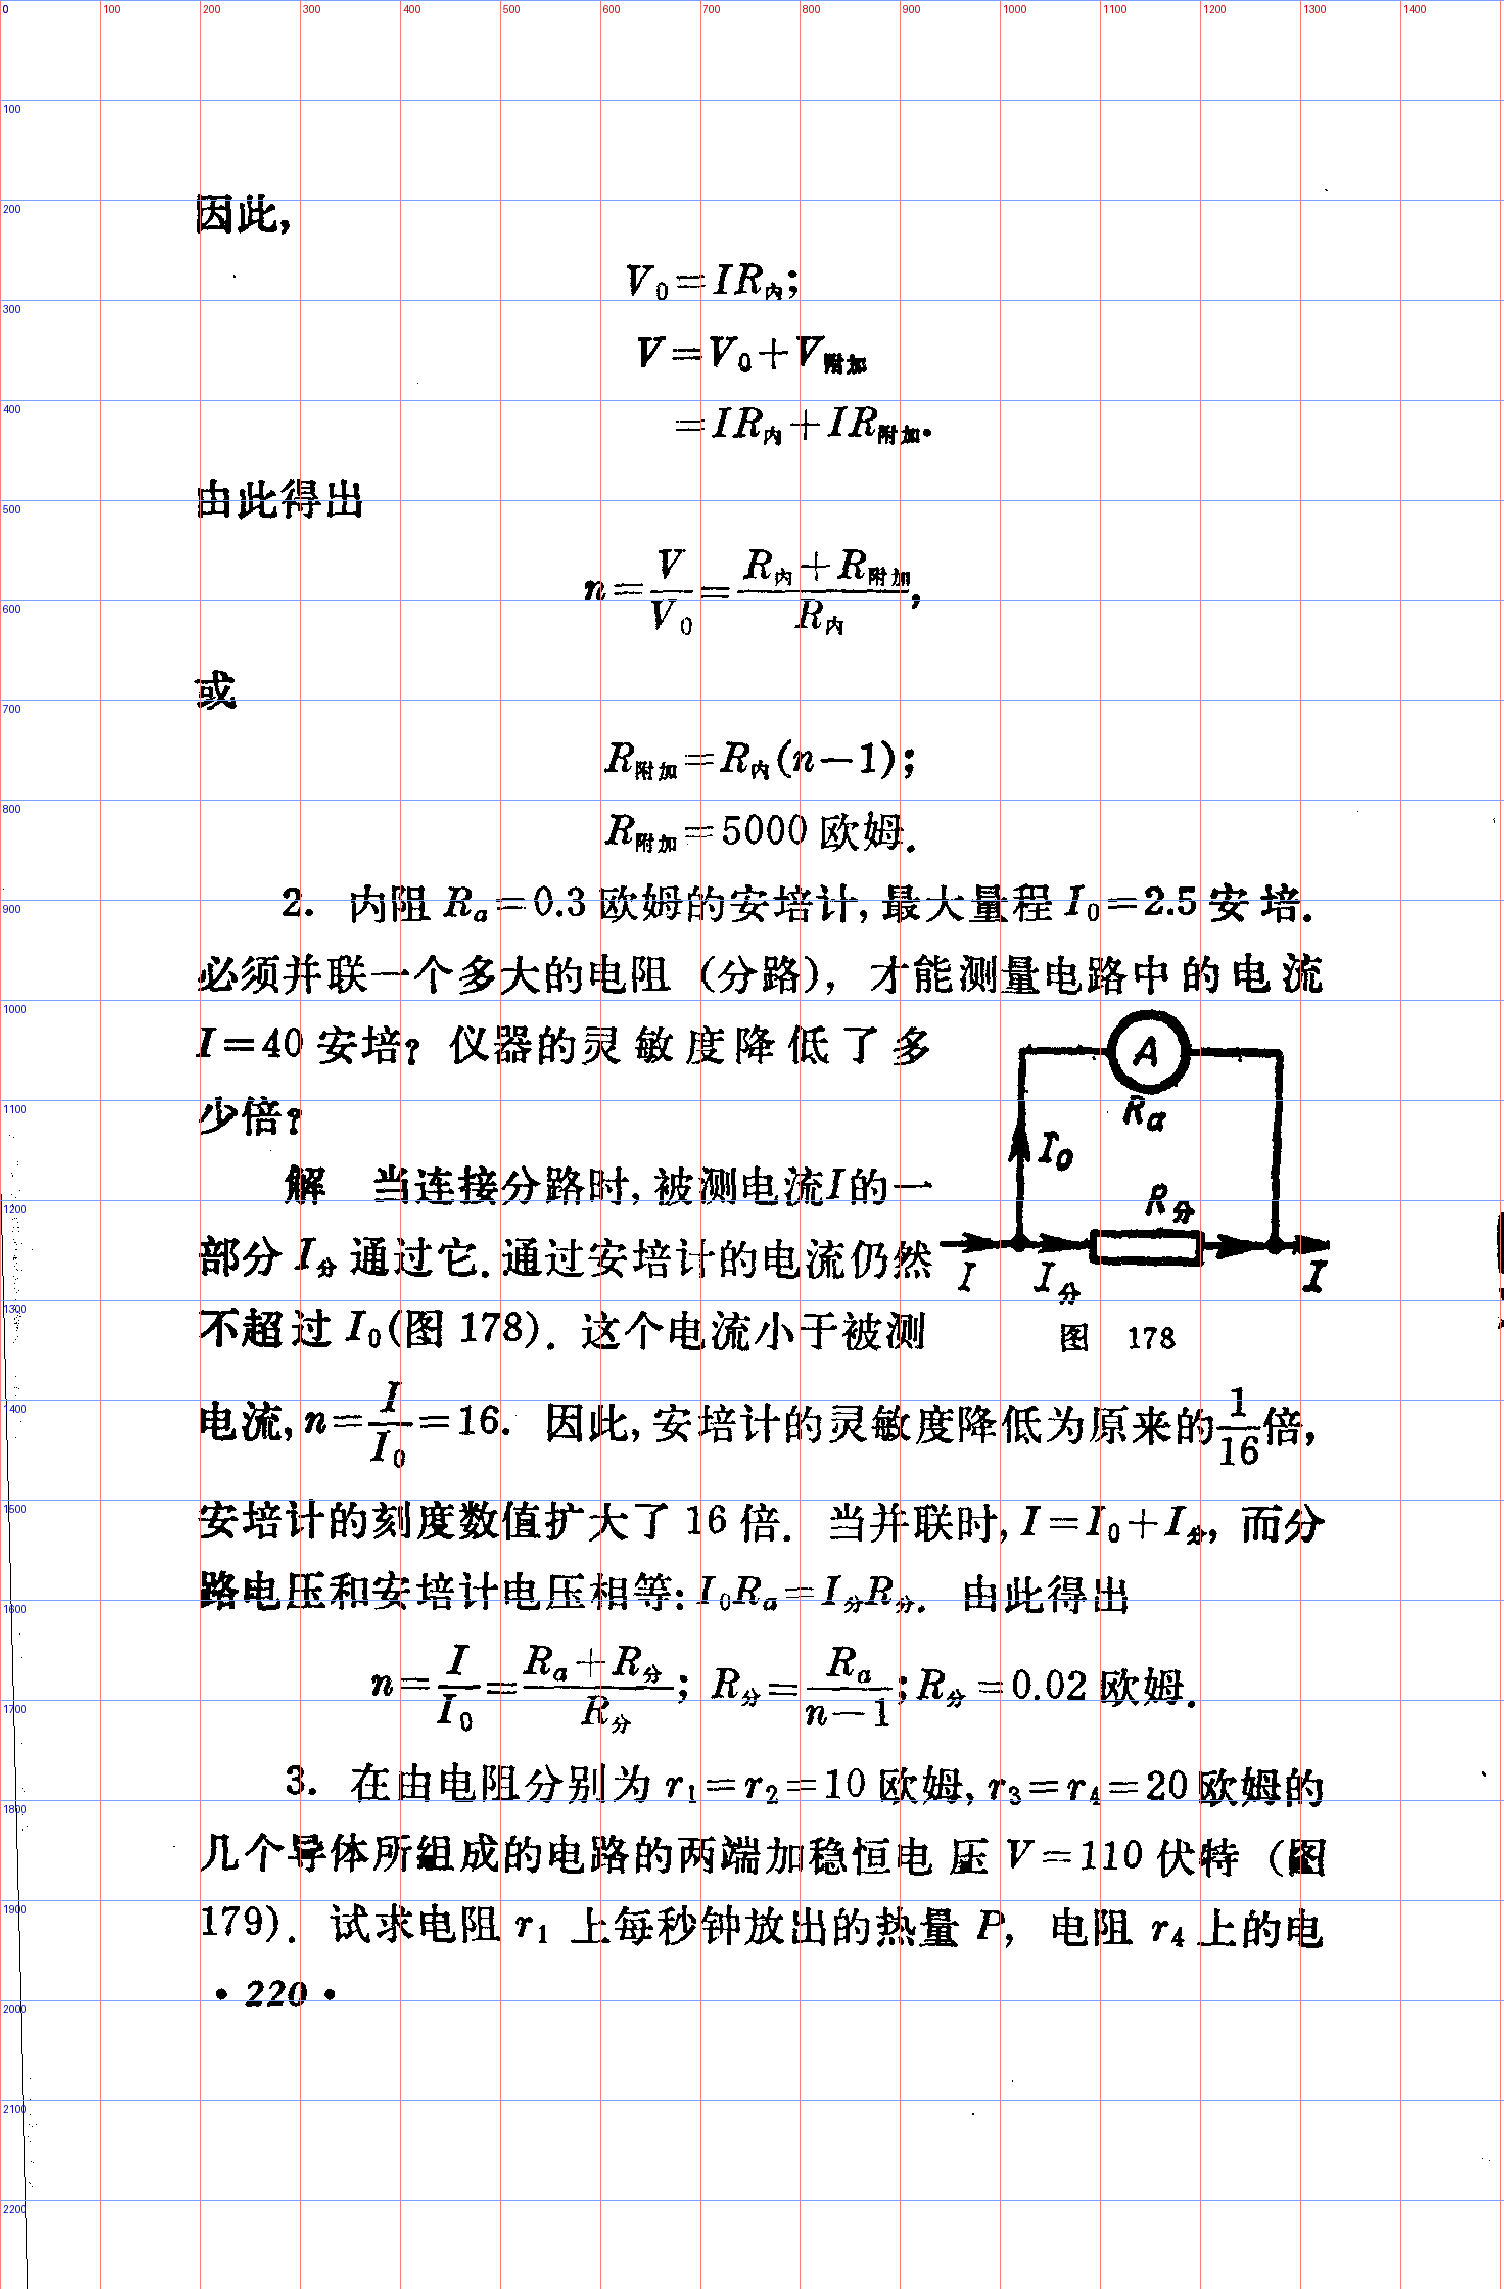 因此,
V₀=IR内;
V=V₀+V附加
=IR内+IR附加.
由此得出
n=V/V₀=(R内+R附加)/R内,
或
R附加=R内(n-1);
R附加=5000 欧姆.
2. 内阻 Rₐ=0.3 欧姆的安培计, 最大量程 I₀=2.5 安培.
必须并联一个多大的电阻 (分路), 才能测量电路中的电流
I=40 安培? 仪器的灵敏度降低了多
少倍?
解 当连接分路时, 被测电流I的一
部分 I分 通过它. 通过安培计的电流仍然
不超过 I₀(图 178). 这个电流小于被测
A
Rₐ
I₀
R分
I
I分
I
图 178
电流, n=I/I₀=16. 因此, 安培计的灵敏度降低为原来的1/16倍,
安培计的刻度数值扩大了 16 倍. 当并联时, I=I₀+I分, 而分
路电压和安培计电压相等: I₀Rₐ=I分R分. 由此得出
n=I/I₀=(Rₐ+R分)/R分; R分=Rₐ/(n-1); R分=0.02 欧姆.
3. 在由电阻分别为 r₁=r₂=10 欧姆, r₃=r₄=20 欧姆的
几个导体所组成的电路的两端加稳恒电压 V=110 伏特 (图
179). 试求电阻 r₁ 上每秒钟放出的热量 P, 电阻 r₄ 上的电
• 220 •